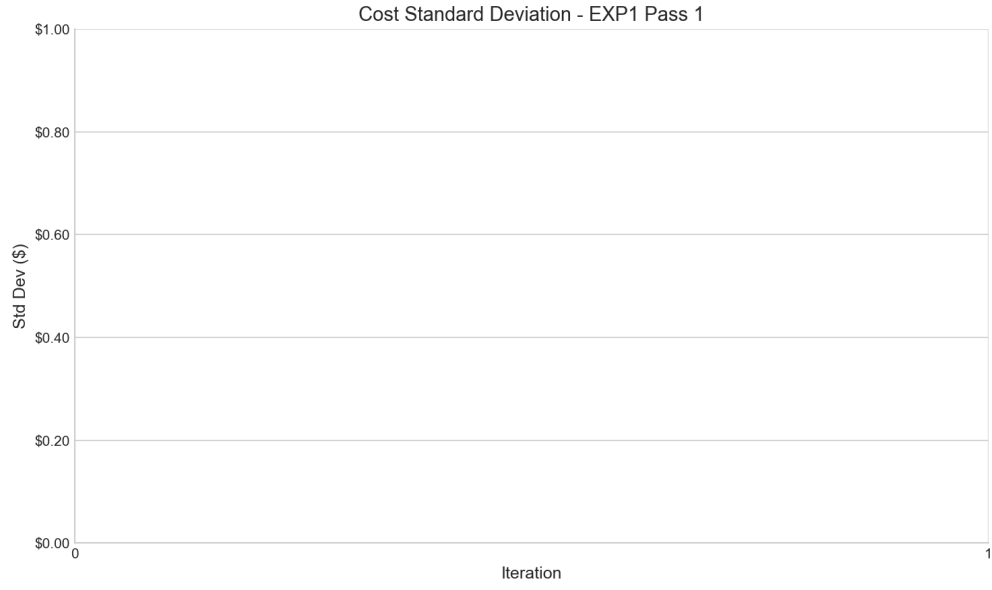 Cost Standard Deviation - EXP1 Pass 1
$1.00
$0.80
$0.60
$0.40
$0.20
$0.00
Std Dev ($)
0
1
Iteration